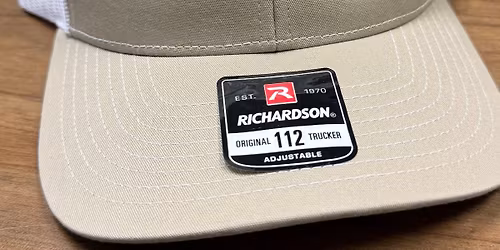 EST. R 1970
RICHARDSON®
ORIGINAL 112 TRUCKER
ADJUSTABLE